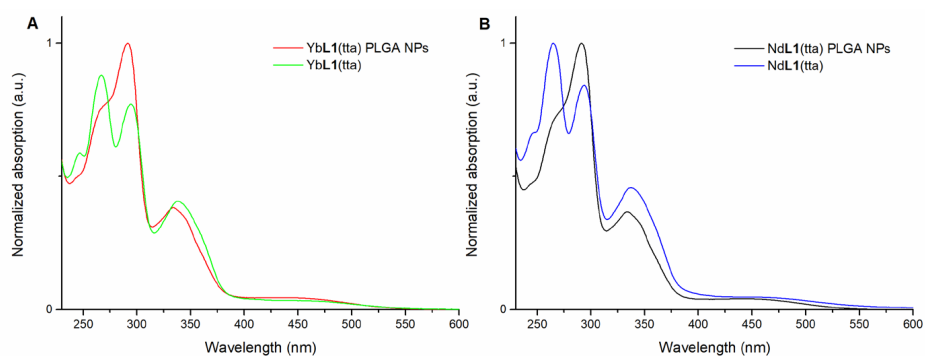 A
YbL1(tta) PLGA NPs
YbL1(tta)
Normalized absorption (a.u.)
1
0
250 300 350 400 450 500 550 600
Wavelength (nm)
B
NdL1(tta) PLGA NPs
NdL1(tta)
Normalized absorption (a.u.)
1
0
250 300 350 400 450 500 550 600
Wavelength (nm)